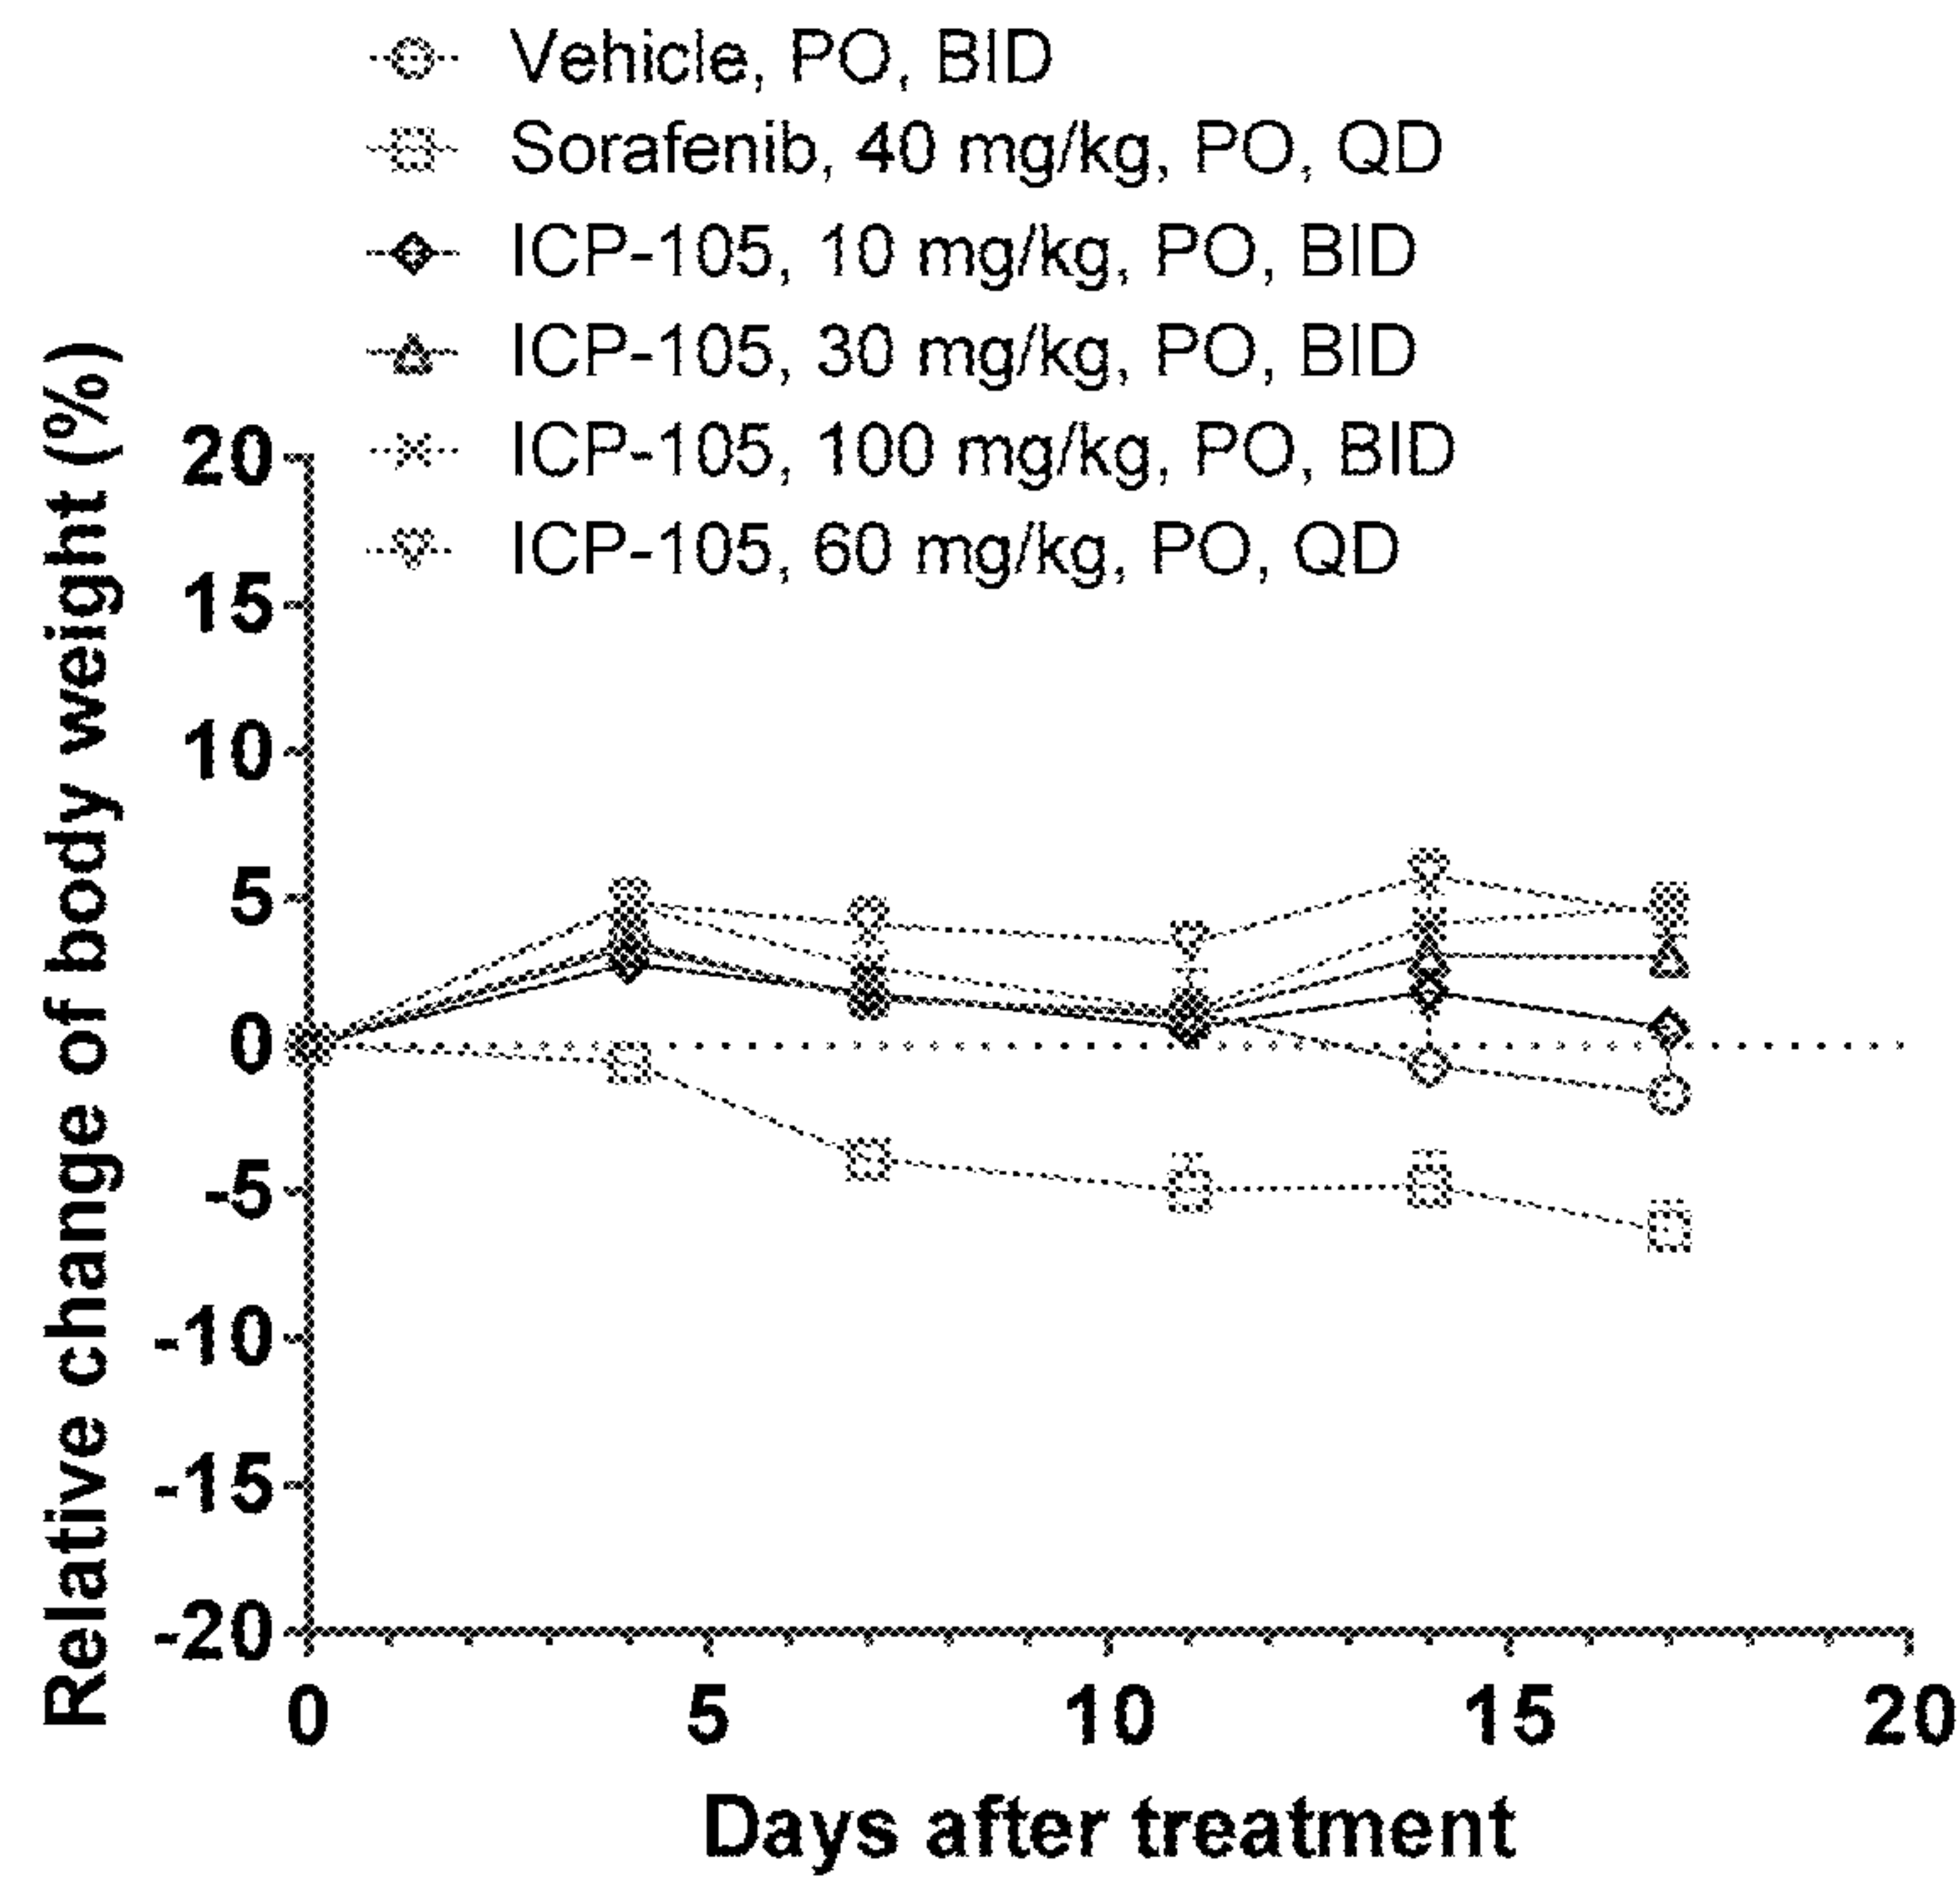 Vehicle, PO, BID
Sorafenib, 40 mg/kg, PO, QD
ICP-105, 10 mg/kg, PO, BID
ICP-105, 30 mg/kg, PO, BID
ICP-105, 100 mg/kg, PO, BID
ICP-105, 60 mg/kg, PO, QD
Relative change of body weight (%)
20
15
10
5
0
-5
-10
-15
-20
0 5 10 15 20
Days after treatment